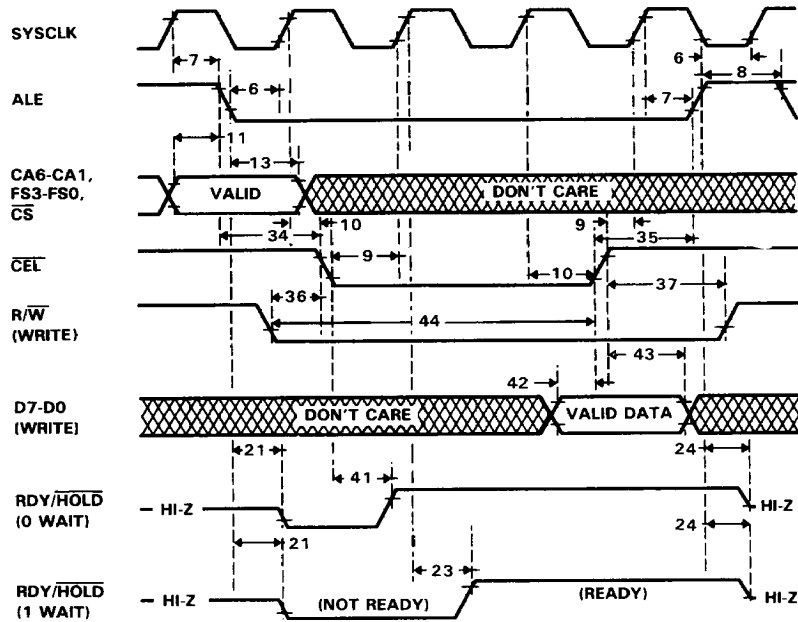 SYSCLK
7
6
8
ALE
6
7
11
13
CA6-CA1,
FS3-FS0,
CS
VALID
DON'T CARE
10
9
34
35
CEL
9
10
36
37
R/W
(WRITE)
44
43
42
D7-D0
(WRITE)
DON'T CARE
VALID DATA
21
24
41
RDY/HOLD
(0 WAIT)
HI-Z
HI-Z
21
24
23
RDY/HOLD
(1 WAIT)
HI-Z
(NOT READY)
(READY)
HI-Z